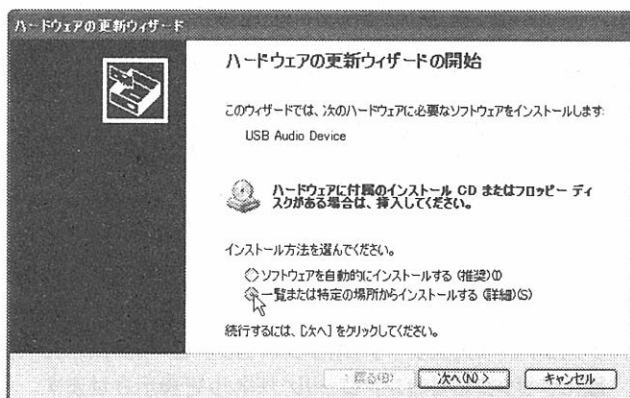 ハードウェアの更新ウィザード
ハードウェアの更新ウィザードの開始
このウィザードでは、次のハードウェアに必要なソフトウェアをインストールします:
USB Audio Device
ハードウェアに付属のインストール CD またはフロッピー ディ
スクがある場合は、挿入してください。
インストール方法を選んでください。
ソフトウェアを自動的にインストールする (推奨)(I)
一覧または特定の場所からインストールする (詳細)(S)
続行するには、[次へ] をクリックしてください。
< 戻る(B) 次へ(N) > キャンセル